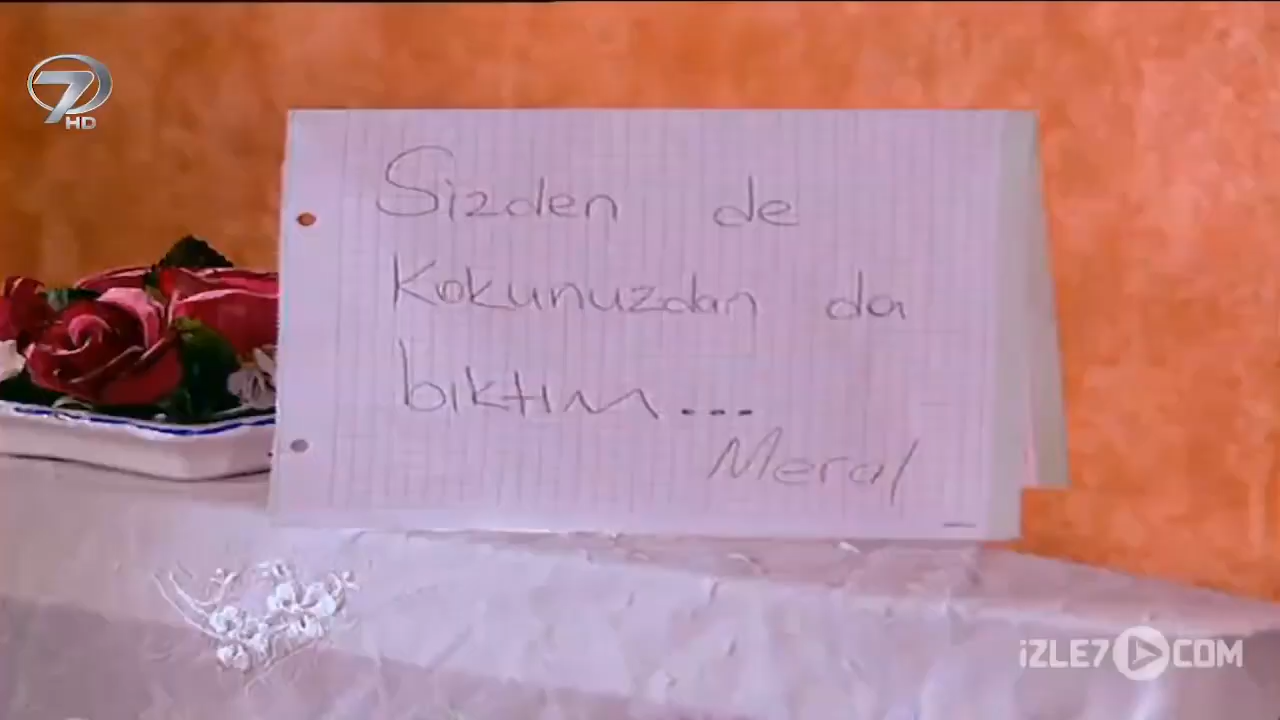 7
HD
Sizden de
Kokunuzdan da
bıktım...
Meral
iZLE7 COM